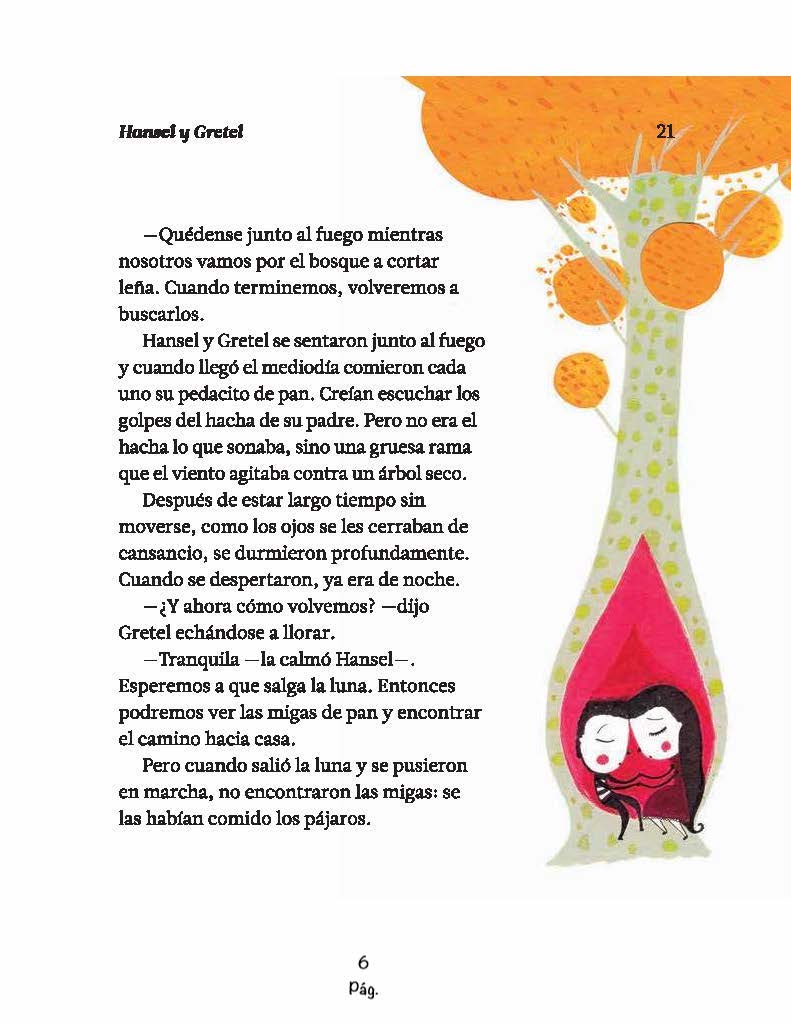 Hansel y Gretel
21
—Quédense junto al fuego mientras
nosotros vamos por el bosque a cortar
leña. Cuando terminemos, volveremos a
buscarlos.
Hansel y Gretel se sentaron junto al fuego
y cuando llegó el mediodía comieron cada
uno su pedacito de pan. Creían escuchar los
golpes del hacha de su padre. Pero no era el
hacha lo que sonaba, sino una gruesa rama
que el viento agitaba contra un árbol seco.
Después de estar largo tiempo sin
moverse, como los ojos se les cerraban de
cansancio, se durmieron profundamente.
Cuando se despertaron, ya era de noche.
—¿Y ahora cómo volvemos? —dijo
Gretel echándose a llorar.
—Tranquila —la calmó Hansel—.
Esperemos a que salga la luna. Entonces
podremos ver las migas de pan y encontrar
el camino hacia casa.
Pero cuando salió la luna y se pusieron
en marcha, no encontraron las migas: se
las habían comido los pájaros.
6
Pág.